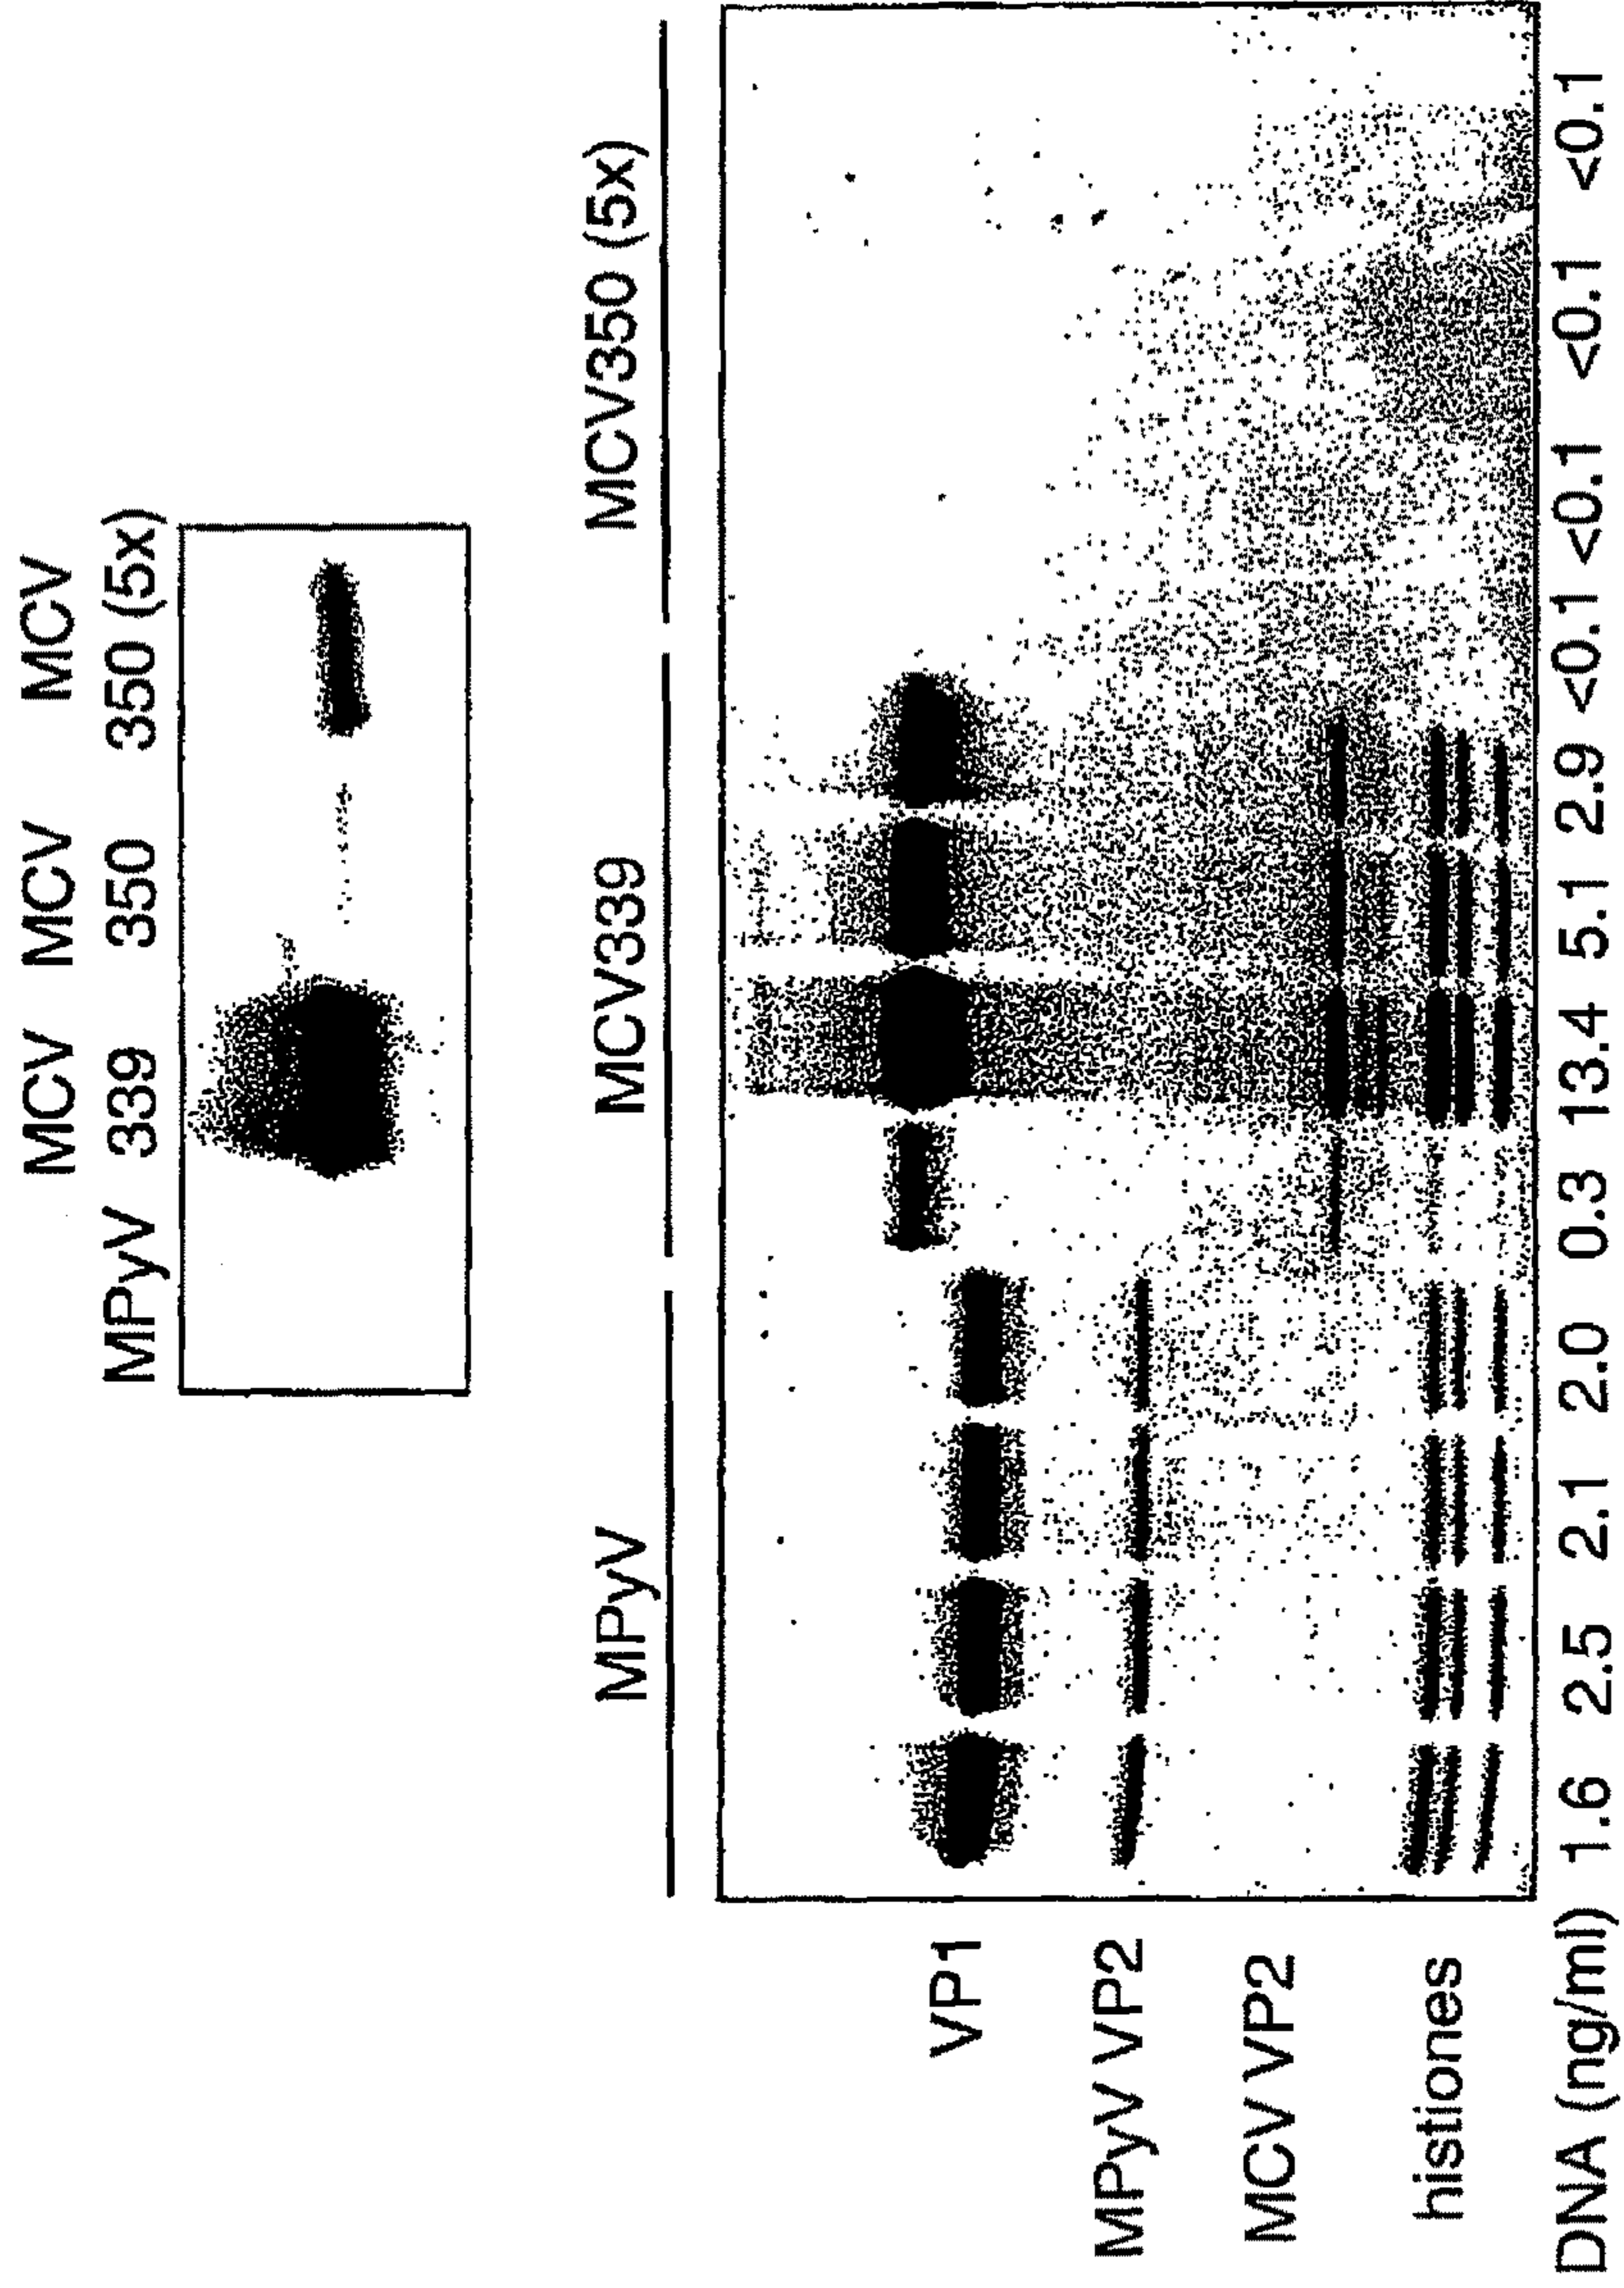 MCV MCV MCV
MPyV 339 350 350 (5x)
MPyV MCV339 MCV350 (5x)
VP1
MPyV VP2
MCV VP2
histiones
DNA (ng/ml) 1.6 2.5 2.1 2.0 0.3 13.4 5.1 2.9 <0.1 <0.1 <0.1 <0.1